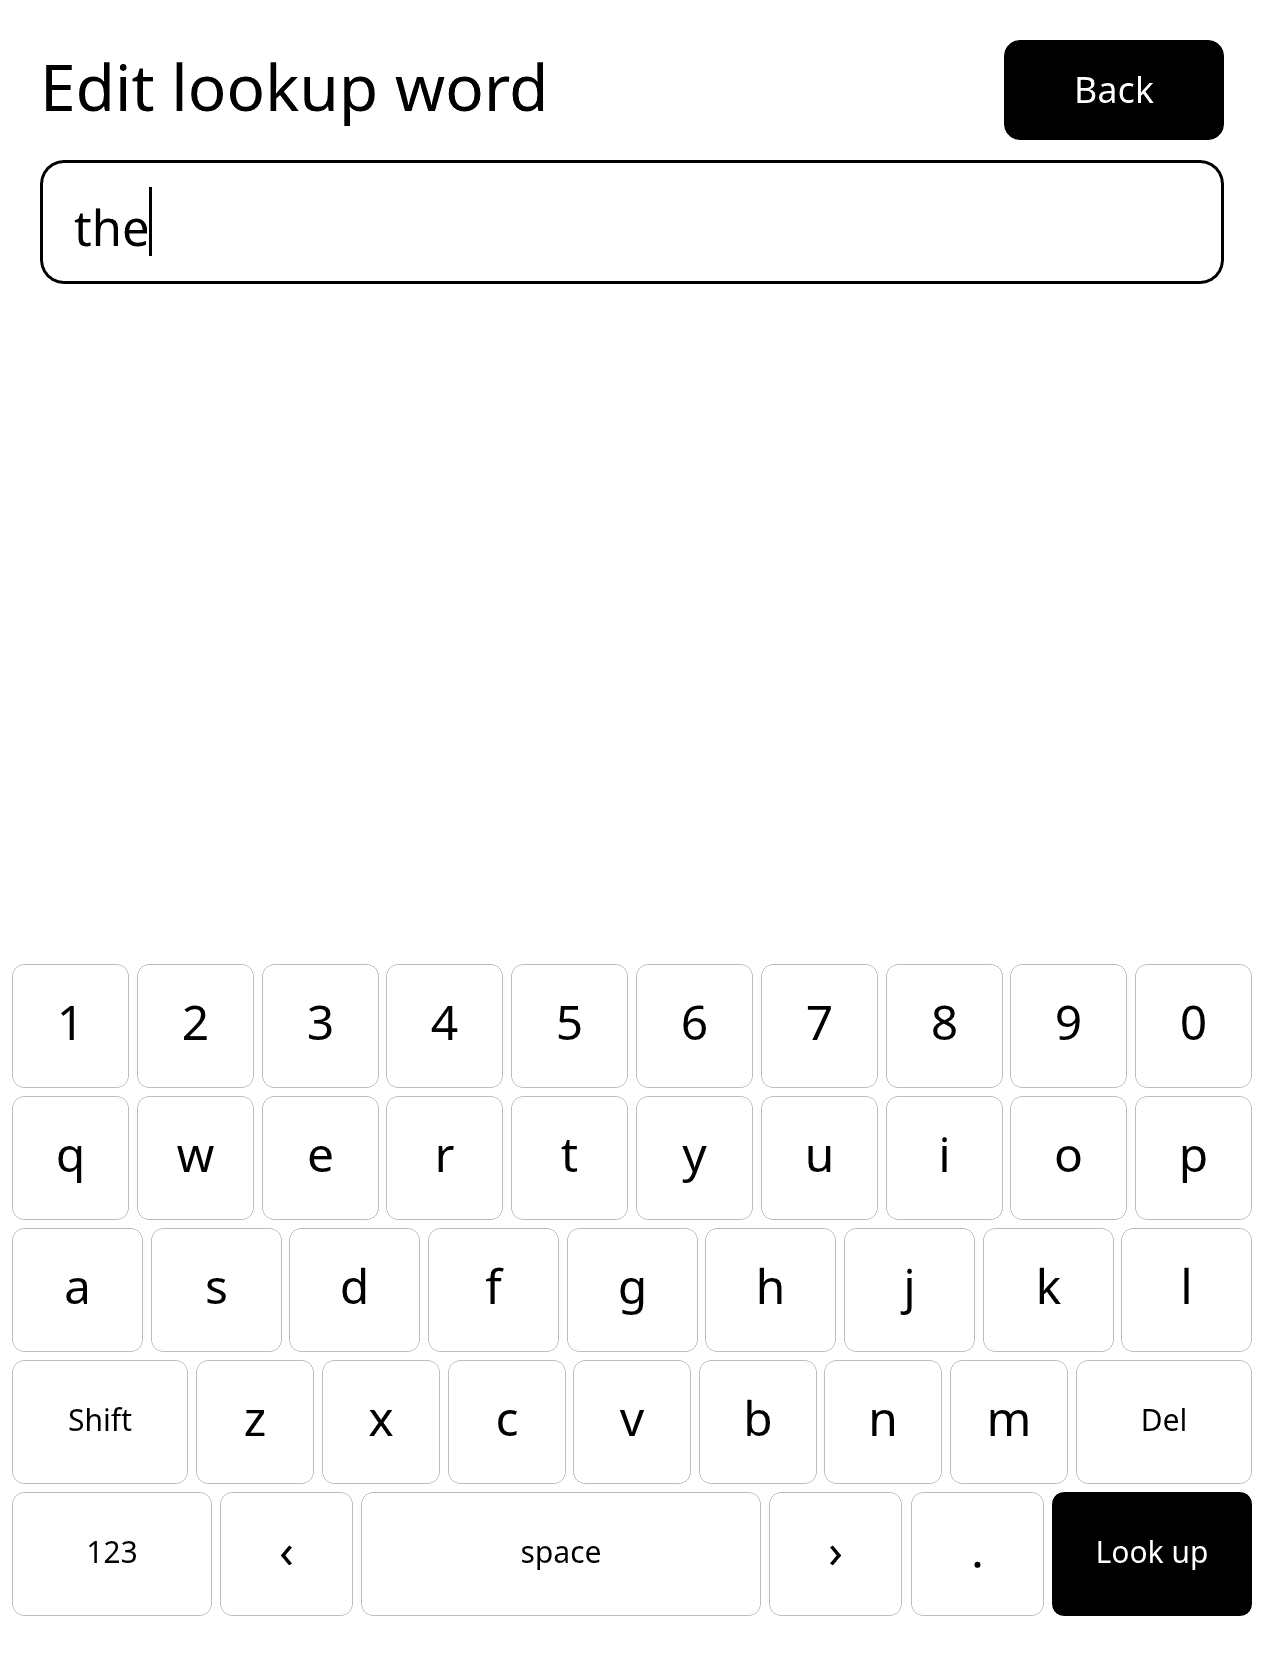 Edit lookup word
Back
the
1 2 3 4 5 6 7 8 9 0
q w e r t y u i o p
a s d f g h j k l
Shift z x c v b n m Del
123 ‹ space › . Look up